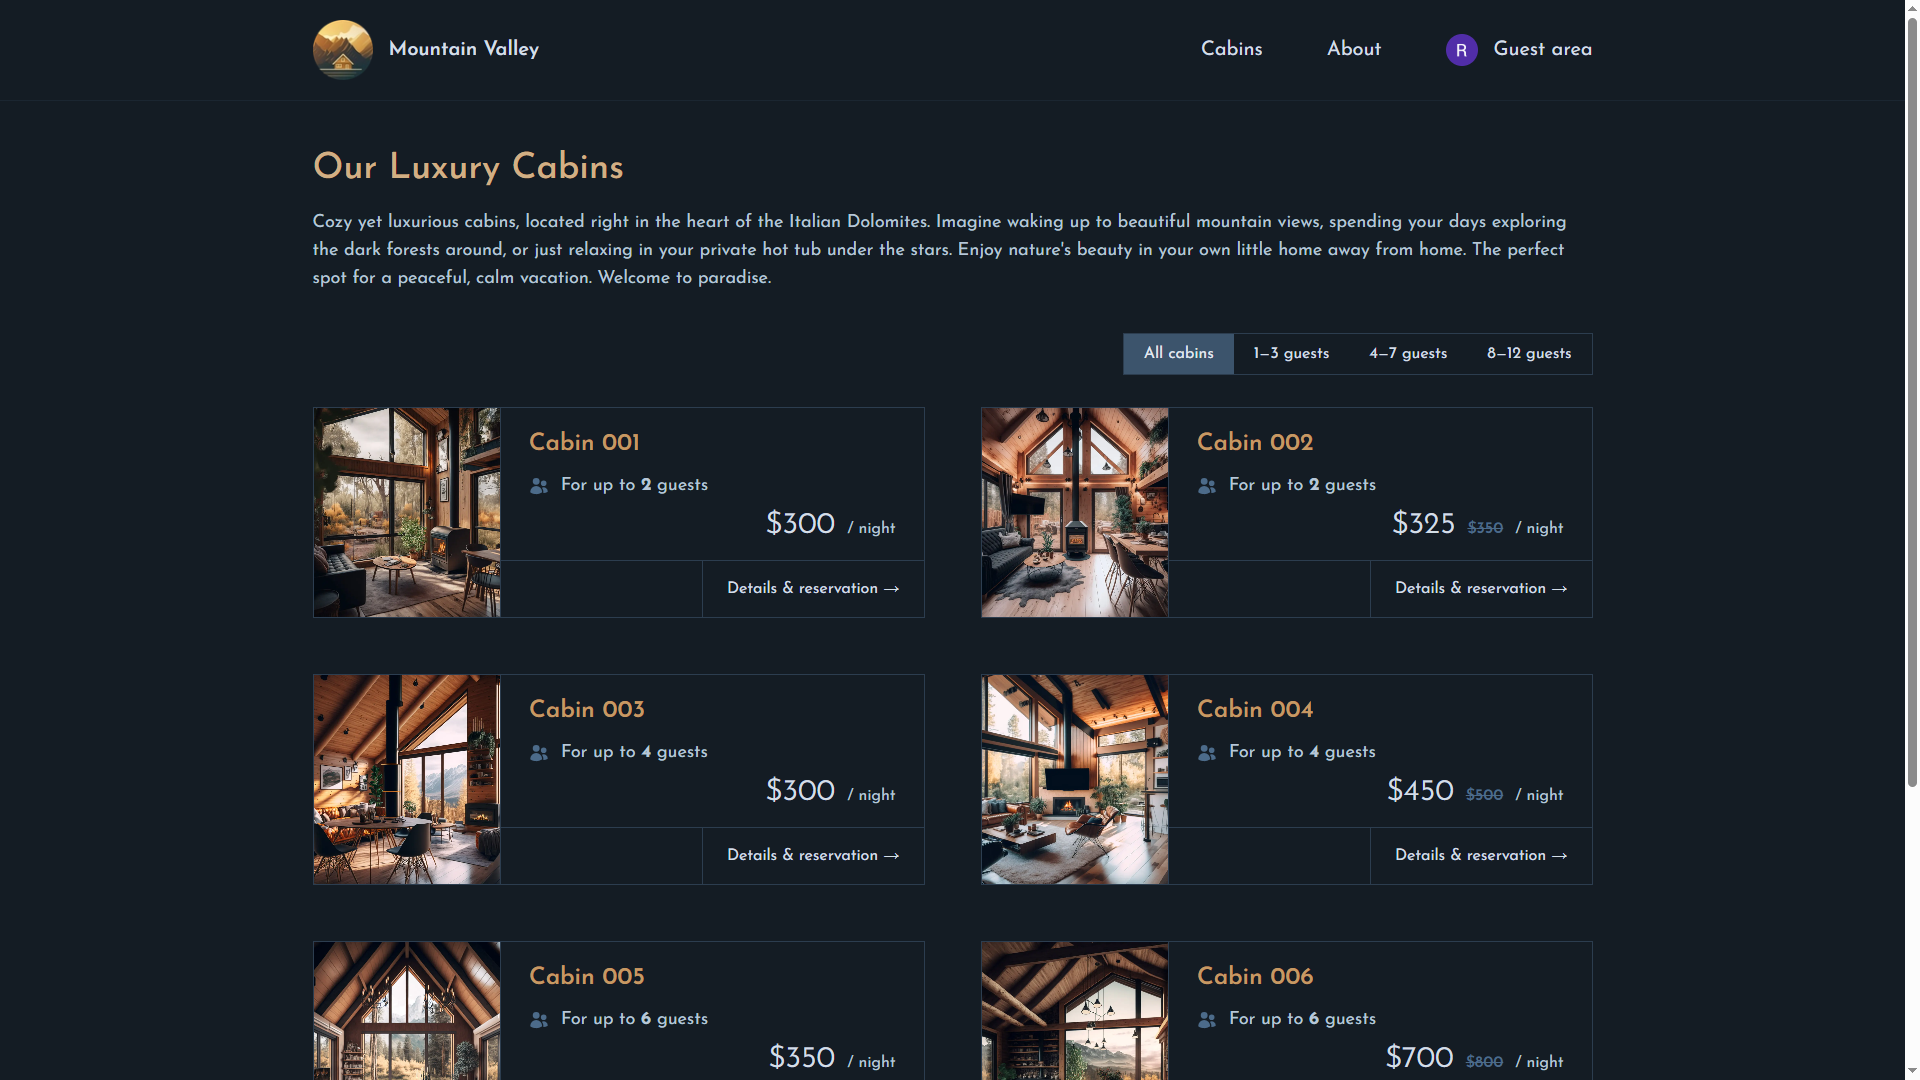 Mountain Valley
Cabins
About
R
Guest area
Our Luxury Cabins
Cozy yet luxurious cabins, located right in the heart of the Italian Dolomites. Imagine waking up to beautiful mountain views, spending your days exploring
the dark forests around, or just relaxing in your private hot tub under the stars. Enjoy nature's beauty in your own little home away from home. The perfect
spot for a peaceful, calm vacation. Welcome to paradise.
All cabins
1–3 guests
4–7 guests
8–12 guests
Cabin 001
For up to 2 guests
$300 / night
Details & reservation →
Cabin 002
For up to 2 guests
$325 $350 / night
Details & reservation →
Cabin 003
For up to 4 guests
$300 / night
Details & reservation →
Cabin 004
For up to 4 guests
$450 $500 / night
Details & reservation →
Cabin 005
For up to 6 guests
$350 / night
Cabin 006
For up to 6 guests
$700 $800 / night